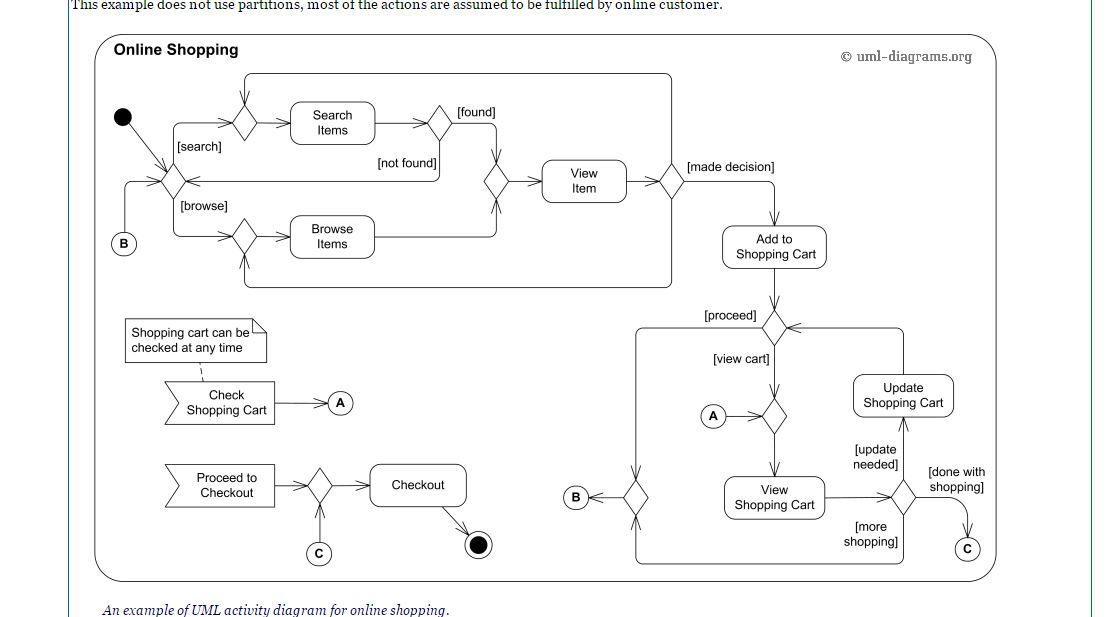 This example does not use partitions, most of the actions are assumed to be fulfilled by online customer.
Online Shopping
© uml-diagrams.org
Search
Items
[found]
[search]
[not found]
View
Item
[made decision]
[browse]
Browse
Items
B
Add to
Shopping Cart
[proceed]
Shopping cart can be
checked at any time
[view cart]
Check
Shopping Cart
A
A
Update
Shopping Cart
[update
needed]
[done with
shopping]
Proceed to
Checkout
Checkout
B
View
Shopping Cart
[more
shopping]
C
C
An example of UML activity diagram for online shopping.